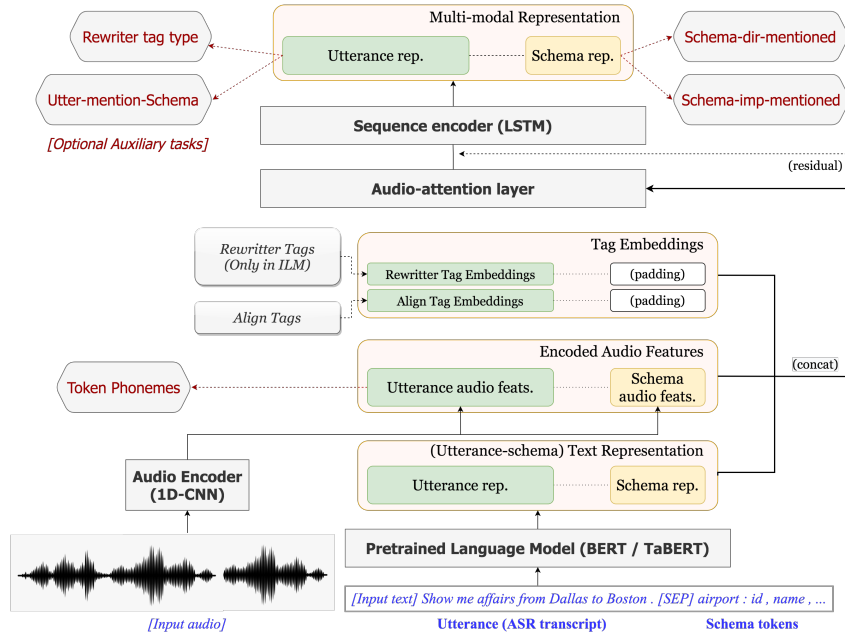 Multi-modal Representation
Rewriter tag type
Utterance rep.
Schema rep.
Schema-dir-mentioned
Utter-mention-Schema
Schema-imp-mentioned
[Optional Auxiliary tasks]
Sequence encoder (LSTM)
(residual)
Audio-attention layer
Rewritter Tags
(Only in ILM)
Tag Embeddings
Rewritter Tag Embeddings
(padding)
Align Tag Embeddings
(padding)
Align Tags
Encoded Audio Features
(concat)
Token Phonemes
Utterance audio feats.
Schema
audio feats.
(Utterance-schema) Text Representation
Audio Encoder
(1D-CNN)
Utterance rep.
Schema rep.
Pretrained Language Model (BERT / TaBERT)
[Input text] Show me affairs from Dallas to Boston . [SEP] airport : id , name , ...
[Input audio]
Utterance (ASR transcript)
Schema tokens